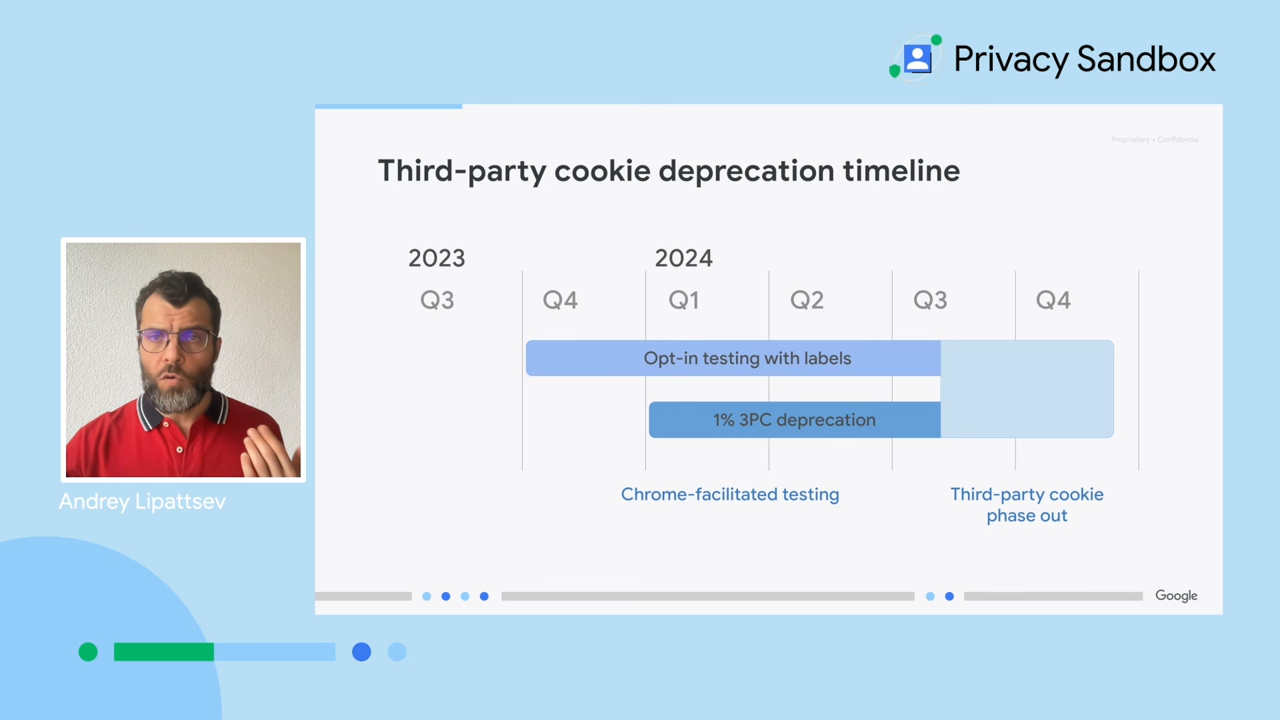 Privacy Sandbox
Proprietary + Confidential
Third-party cookie deprecation timeline
2023
2024
Q3
Q4
Q1
Q2
Q3
Q4
Opt-in testing with labels
1% 3PC deprecation
Chrome-facilitated testing
Third-party cookie
phase out
Andrey Lipattsev
Google